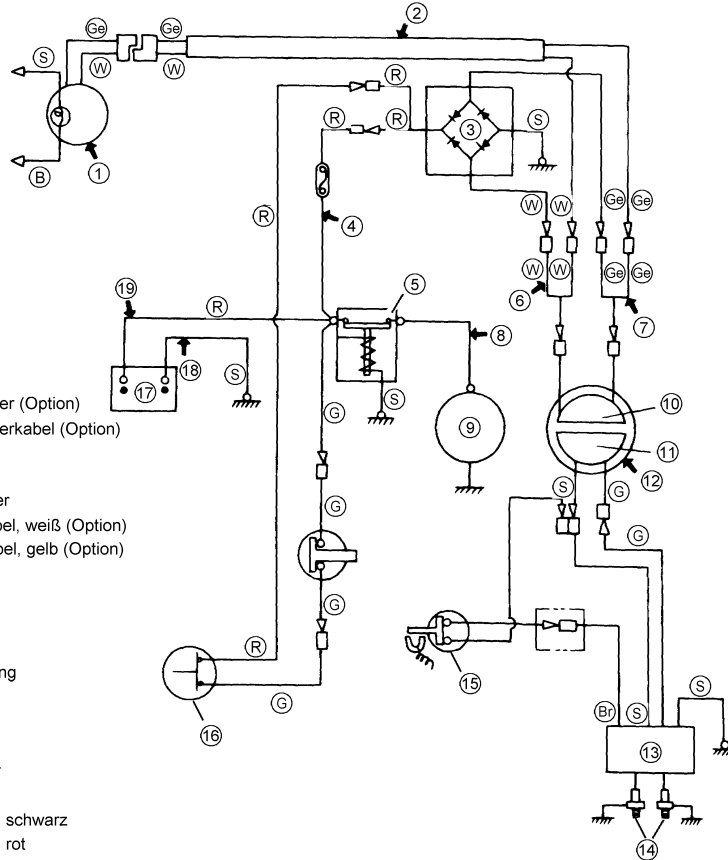 2
Ge
Ge
S
W
W
R
R
R
3
S
B
1
4
R
W
W
Ge
Ge
W
W
Ge
Ge
5
6
7
19
R
8
18
17
S
S
G
9
10
11
12
er (Option)
erkabel (Option)
S
G
er
bel, weiß (Option)
bel, gelb (Option)
G
G
G
15
R
G
16
ng
Br
S
S
13
14
schwarz
rot